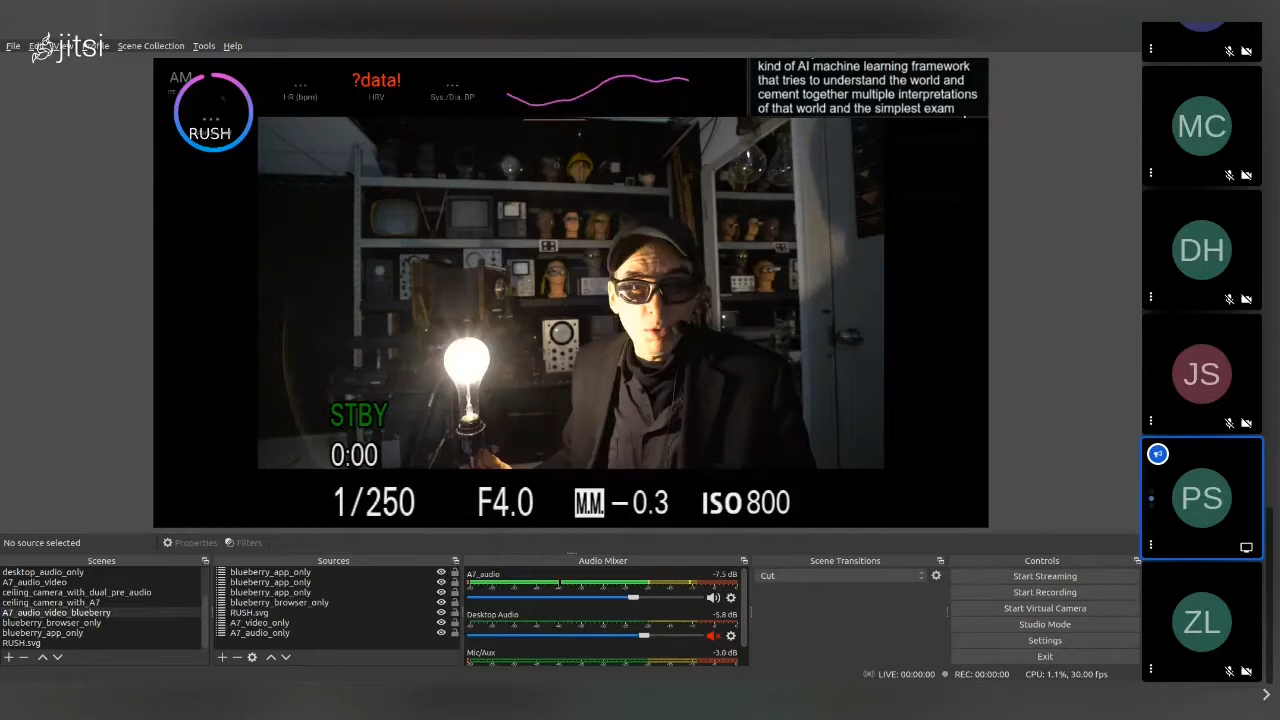 jitsi
File Edit View Profile Scene Collection Tools Help
AM
...
RUSH
...
HR (bpm)
?data!
HRV
...
Sys./Dia. BP
kind of AI machine learning framework
that tries to understand the world and
cement together multiple interpretations
of that world and the simplest exam
STBY
0:00
1/250 F4.0 M.M. –0.3 ISO 800
MC
DH
JS
PS
ZL
No source selected
Properties Filters
Scenes
desktop_audio_only
A7_audio_video
ceiling_camera_with_dual_pre_audio
ceiling_camera_with_A7
A7_audio_video_blueberry
blueberry_browser_only
blueberry_app_only
RUSH.svg
Sources
blueberry_app_only
blueberry_app_only
blueberry_app_only
blueberry_browser_only
RUSH.svg
A7_video_only
A7_audio_only
Audio Mixer
A7_audio -7.5 dB
Desktop Audio -5.8 dB
Mic/Aux -3.0 dB
Scene Transitions
Cut
Controls
Start Streaming
Start Recording
Start Virtual Camera
Studio Mode
Settings
Exit
LIVE: 00:00:00 REC: 00:00:00 CPU: 1.1%, 30.00 fps